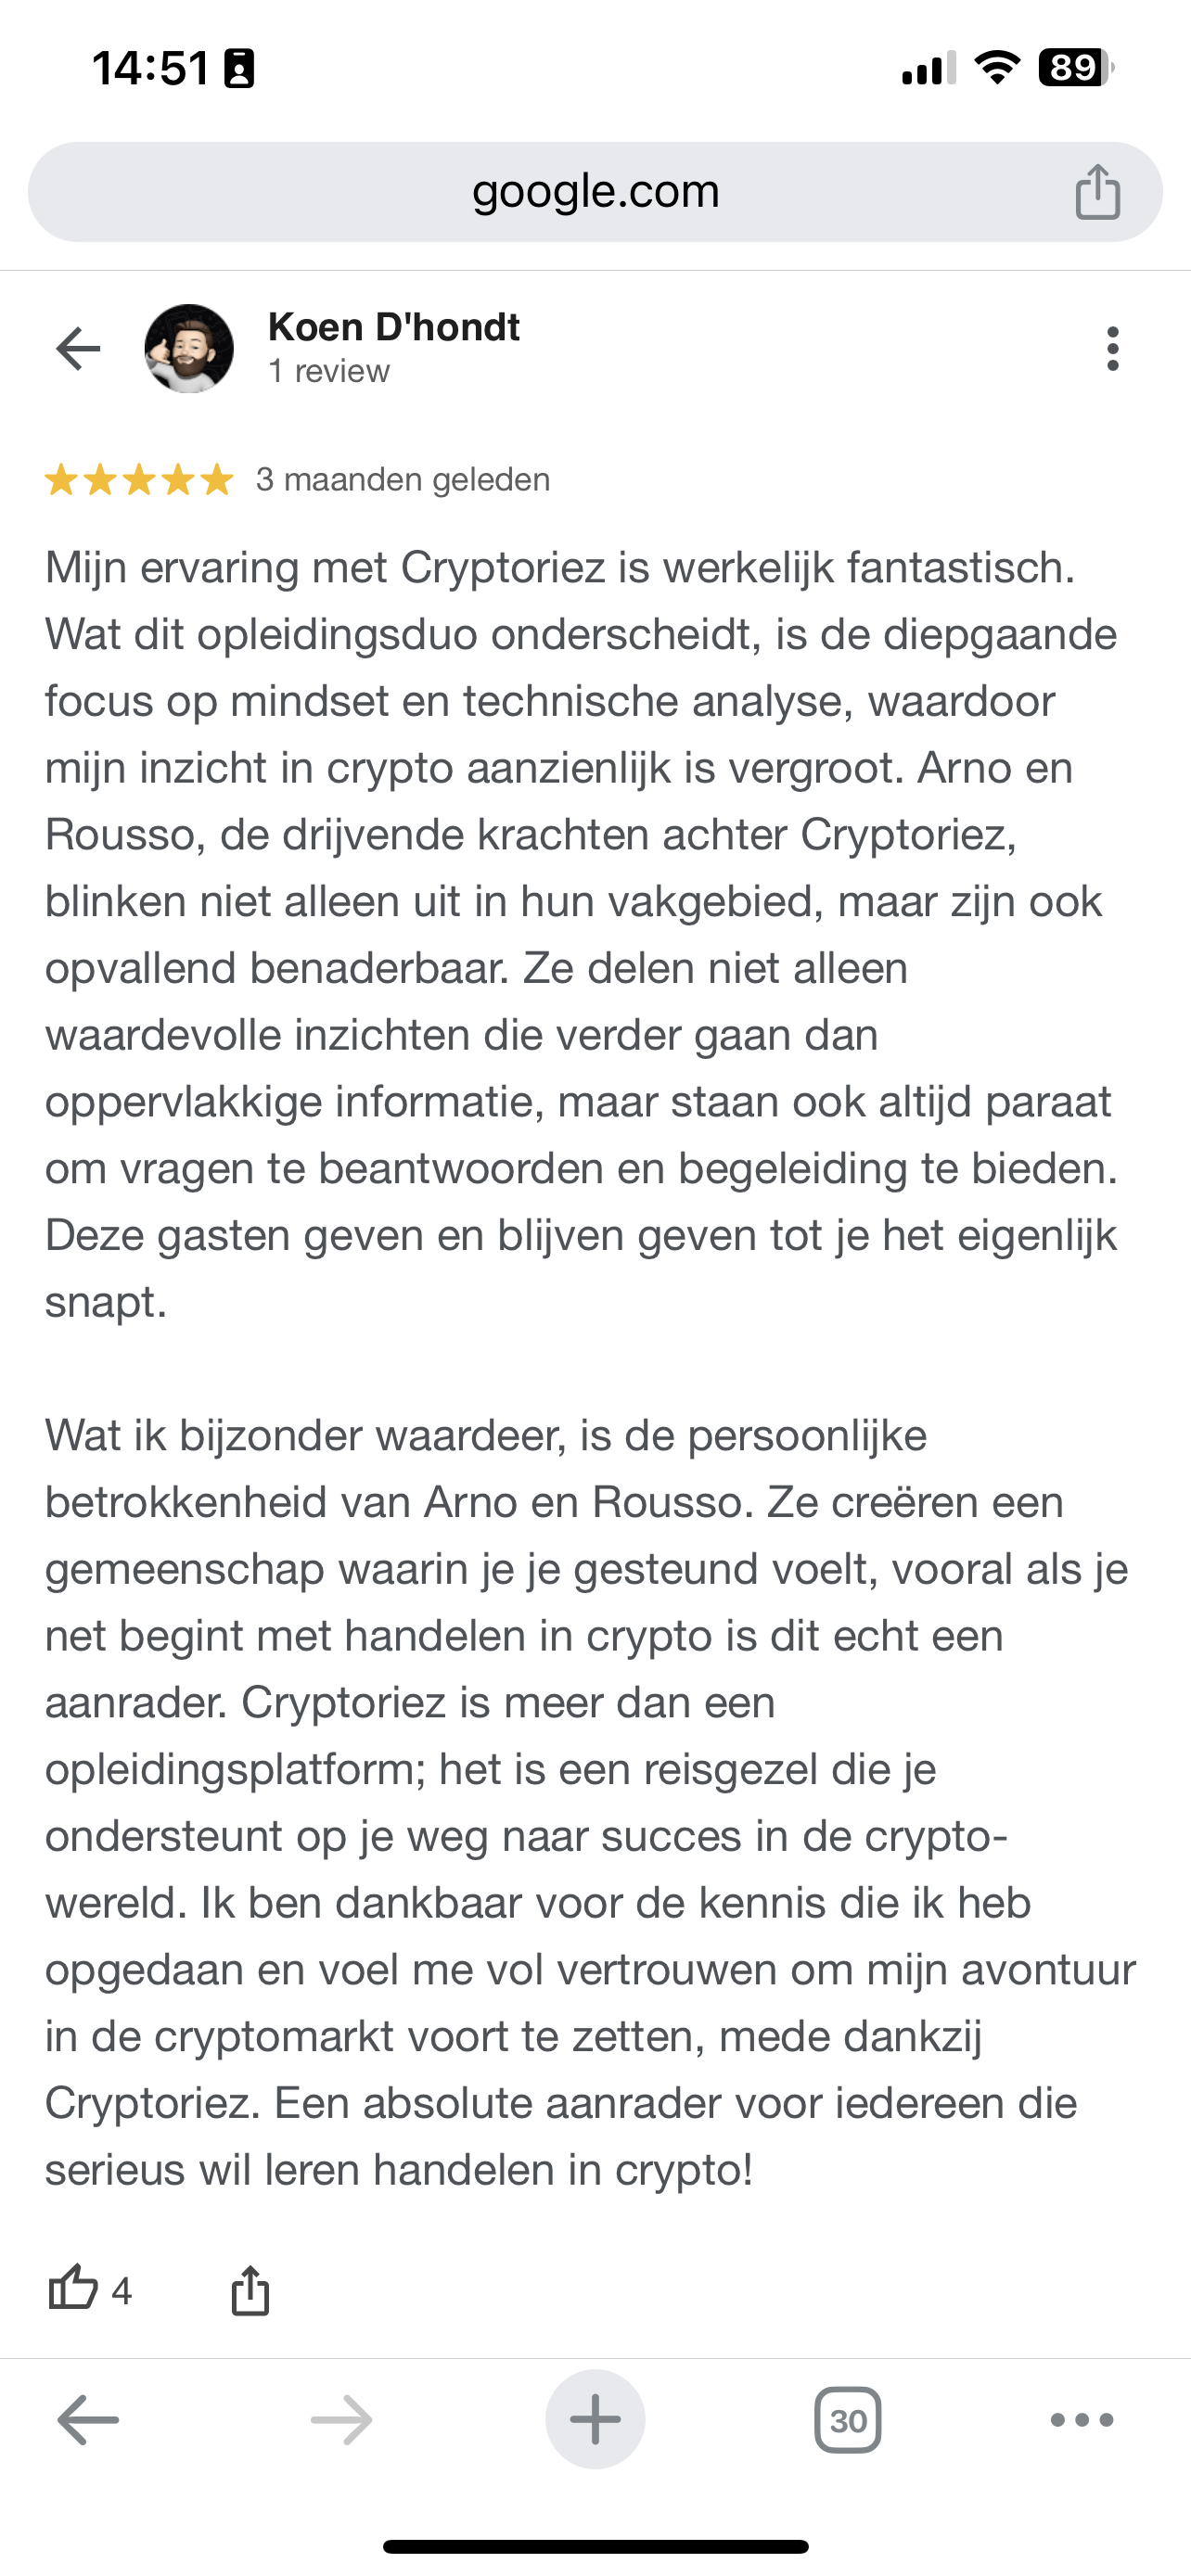 14:51
89
google.com
Koen D'hondt
1 review
3 maanden geleden
Mijn ervaring met Cryptoriez is werkelijk fantastisch.
Wat dit opleidingsduo onderscheidt, is de diepgaande
focus op mindset en technische analyse, waardoor
mijn inzicht in crypto aanzienlijk is vergroot. Arno en
Rousso, de drijvende krachten achter Cryptoriez,
blinken niet alleen uit in hun vakgebied, maar zijn ook
opvallend benaderbaar. Ze delen niet alleen
waardevolle inzichten die verder gaan dan
oppervlakkige informatie, maar staan ook altijd paraat
om vragen te beantwoorden en begeleiding te bieden.
Deze gasten geven en blijven geven tot je het eigenlijk
snapt.
Wat ik bijzonder waardeer, is de persoonlijke
betrokkenheid van Arno en Rousso. Ze creëren een
gemeenschap waarin je je gesteund voelt, vooral als je
net begint met handelen in crypto is dit echt een
aanrader. Cryptoriez is meer dan een
opleidingsplatform; het is een reisgezel die je
ondersteunt op je weg naar succes in de crypto-
wereld. Ik ben dankbaar voor de kennis die ik heb
opgedaan en voel me vol vertrouwen om mijn avontuur
in de cryptomarkt voort te zetten, mede dankzij
Cryptoriez. Een absolute aanrader voor iedereen die
serieus wil leren handelen in crypto!
4
30